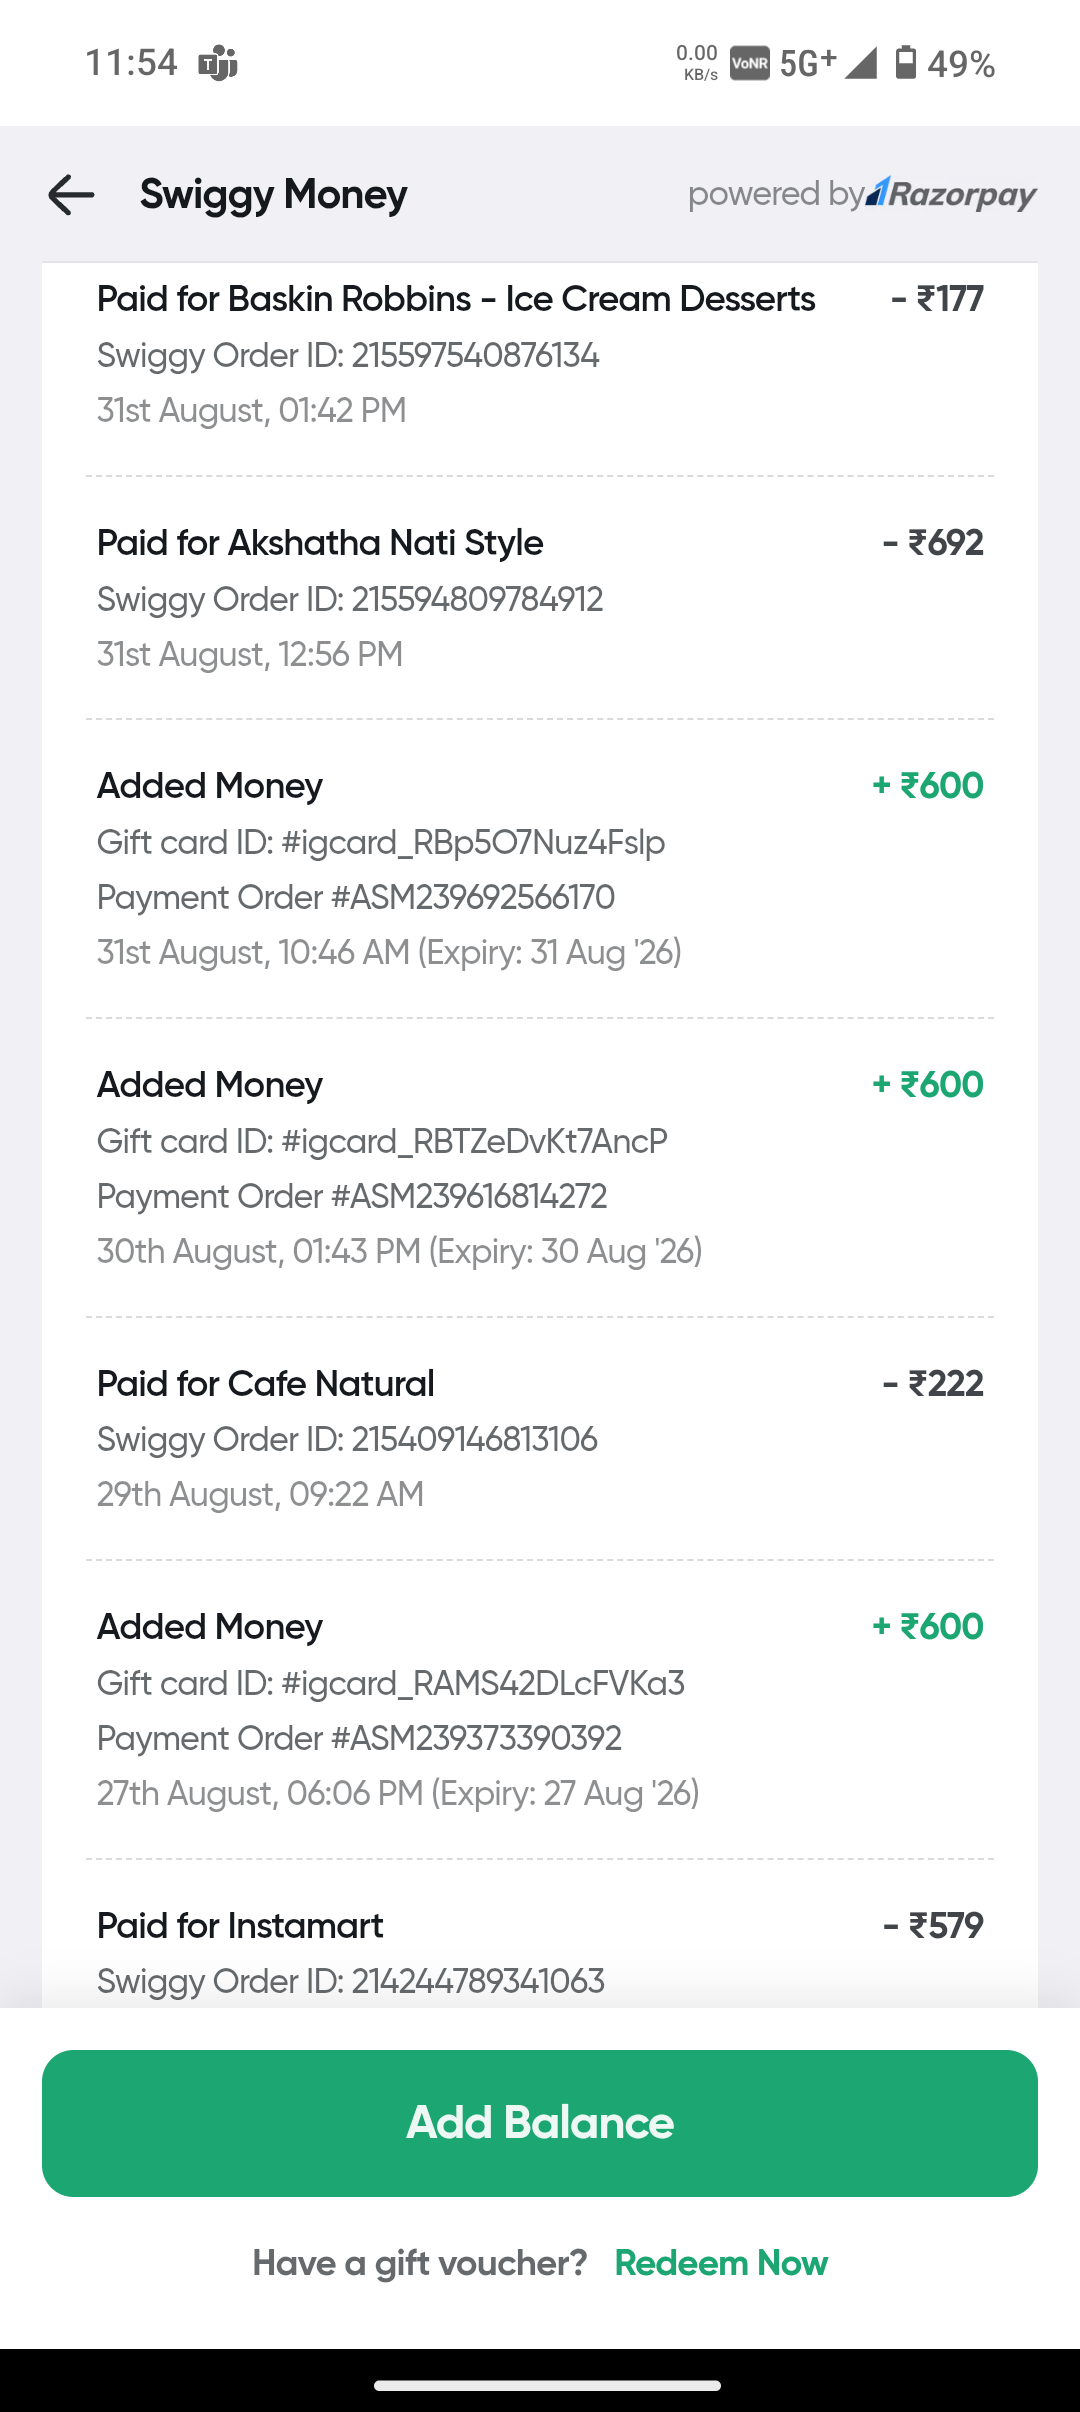 11:54
0.00 KB/s VoNR 5G+ 49%
Swiggy Money
powered by Razorpay
Paid for Baskin Robbins - Ice Cream Desserts - ₹177
Swiggy Order ID: 215597540876134
31st August, 01:42 PM
Paid for Akshatha Nati Style - ₹692
Swiggy Order ID: 215594809784912
31st August, 12:56 PM
Added Money + ₹600
Gift card ID: #igcard_RBp5O7Nuz4Fslp
Payment Order #ASM239692566170
31st August, 10:46 AM (Expiry: 31 Aug '26)
Added Money + ₹600
Gift card ID: #igcard_RBTZeDvKt7AncP
Payment Order #ASM239616814272
30th August, 01:43 PM (Expiry: 30 Aug '26)
Paid for Cafe Natural - ₹222
Swiggy Order ID: 215409146813106
29th August, 09:22 AM
Added Money + ₹600
Gift card ID: #igcard_RAMS42DLcFVKa3
Payment Order #ASM239373390392
27th August, 06:06 PM (Expiry: 27 Aug '26)
Paid for Instamart - ₹579
Swiggy Order ID: 214244789341063
Add Balance
Have a gift voucher? Redeem Now